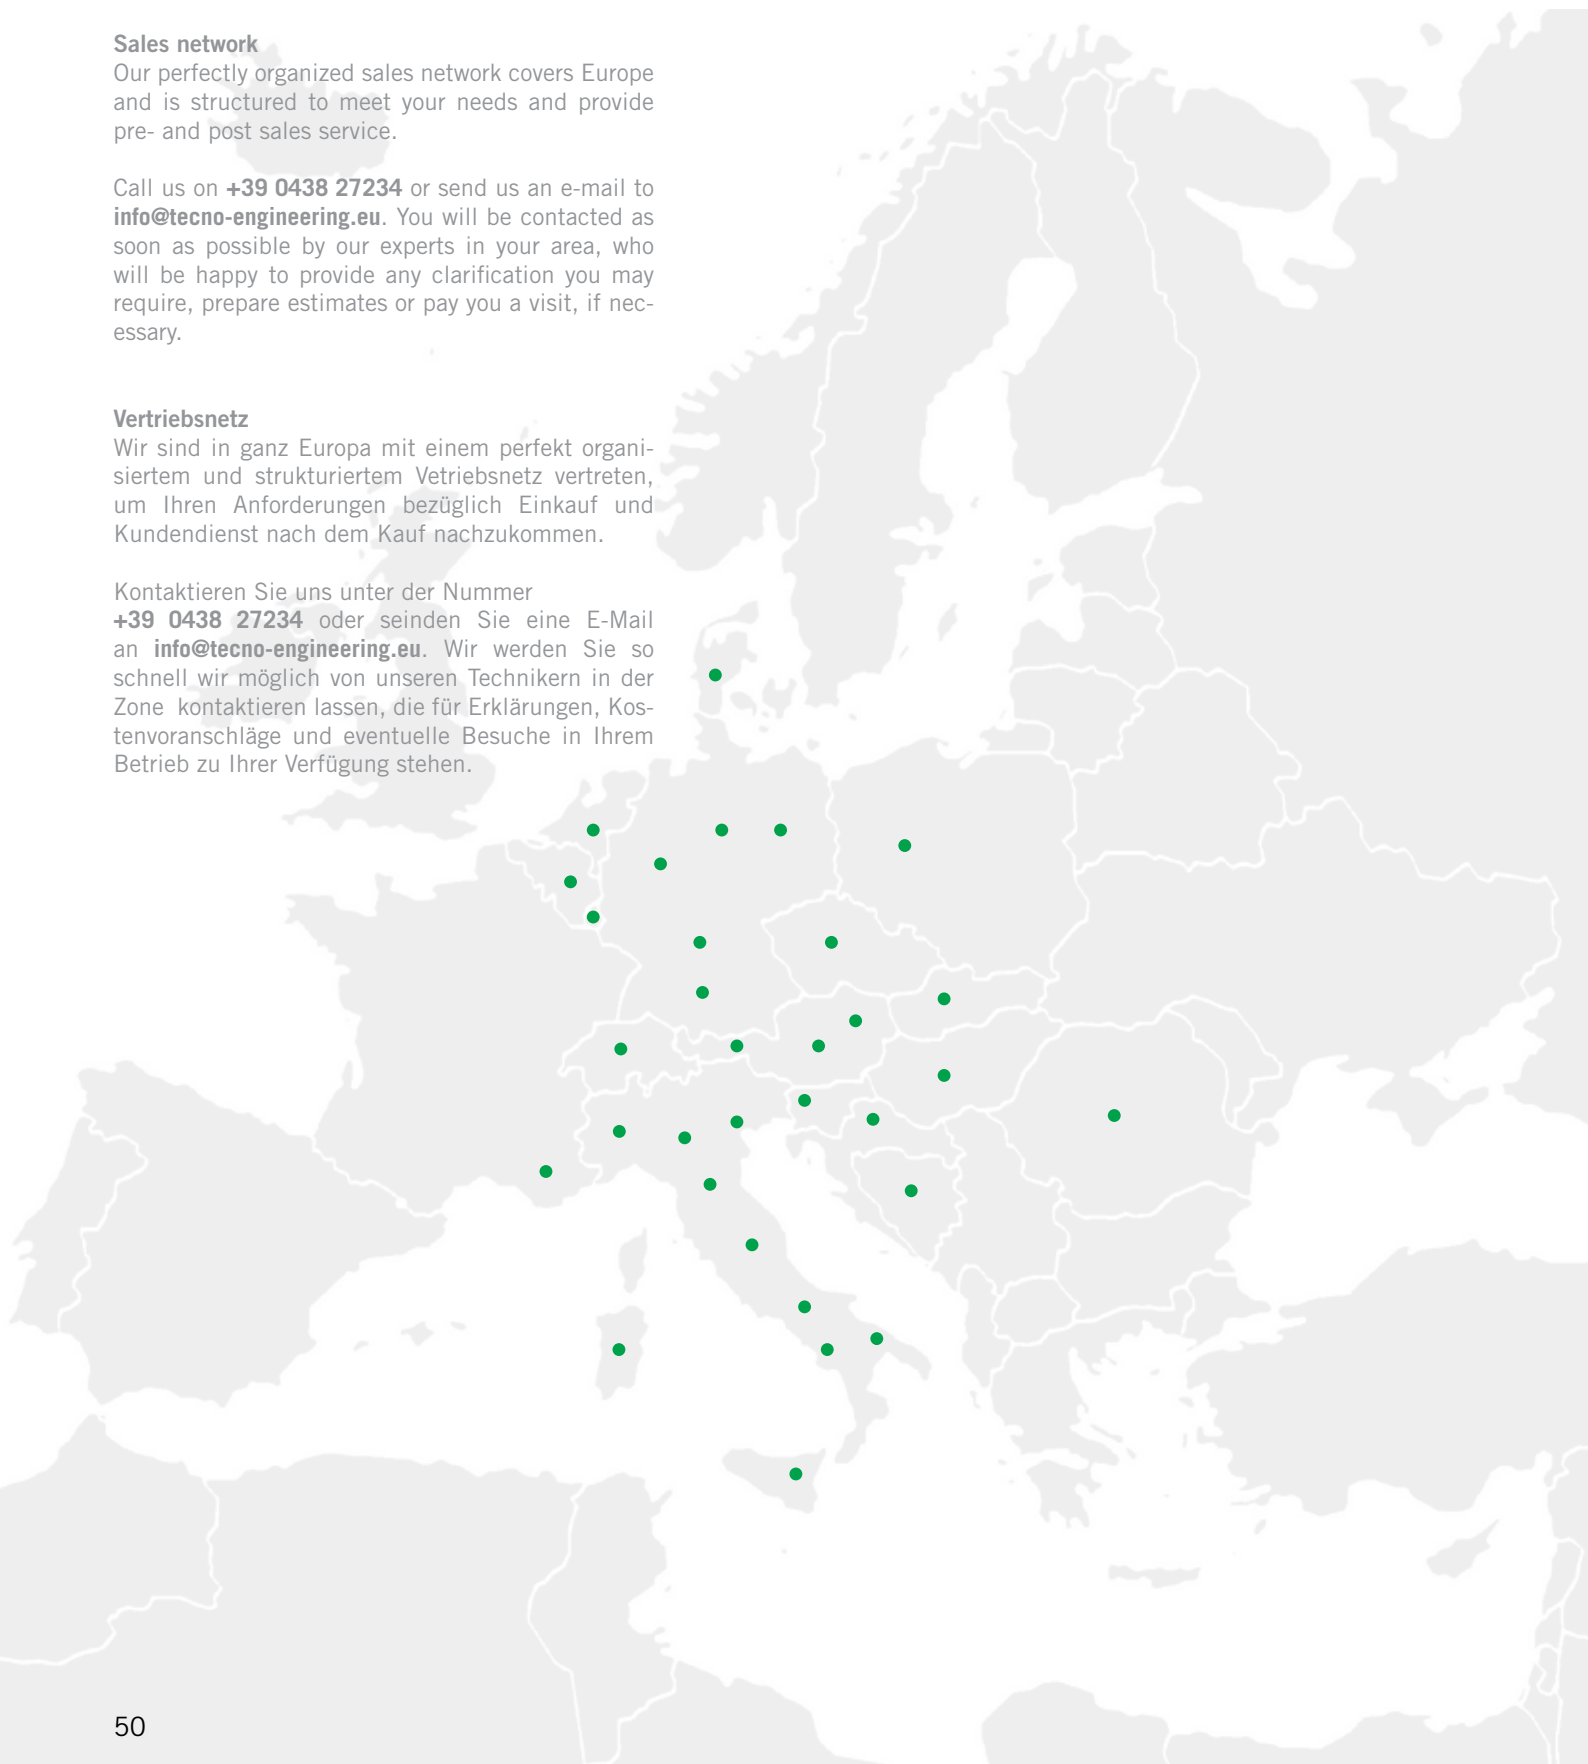 Sales network
Our perfectly organized sales network covers Europe
and is structured to meet your needs and provide
pre- and post sales service.
Call us on +39 0438 27234 or send us an e-mail to
info@tecno-engineering.eu. You will be contacted as
soon as possible by our experts in your area, who
will be happy to provide any clarification you may
require, prepare estimates or pay you a visit, if nec-
essary.
Vertriebsnetz
Wir sind in ganz Europa mit einem perfekt organi-
siertem und strukturiertem Vetriebsnetz vertreten,
um Ihren Anforderungen bezüglich Einkauf und
Kundendienst nach dem Kauf nachzukommen.
Kontaktieren Sie uns unter der Nummer
+39 0438 27234 oder seinden Sie eine E-Mail
an info@tecno-engineering.eu. Wir werden Sie so
schnell wir möglich von unseren Technikern in der
Zone kontaktieren lassen, die für Erklärungen, Kos-
tenvoranschläge und eventuelle Besuche in Ihrem
Betrieb zu Ihrer Verfügung stehen.
50